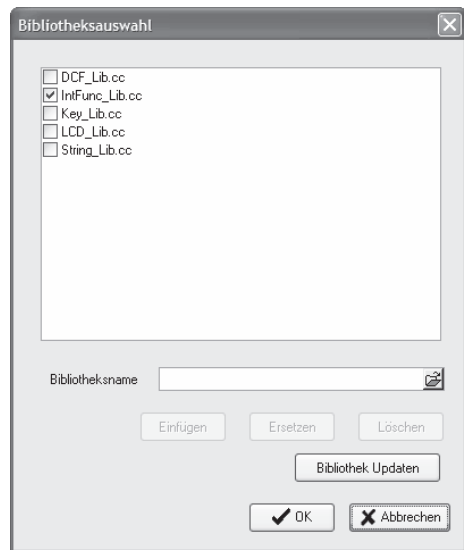 Bibliotheksauswahl
DCF_Lib.cc
IntFunc_Lib.cc
Key_Lib.cc
LCD_Lib.cc
String_Lib.cc
Bibliotheksname
Einfügen Ersetzen Löschen
Bibliothek Updaten
OK Abbrechen